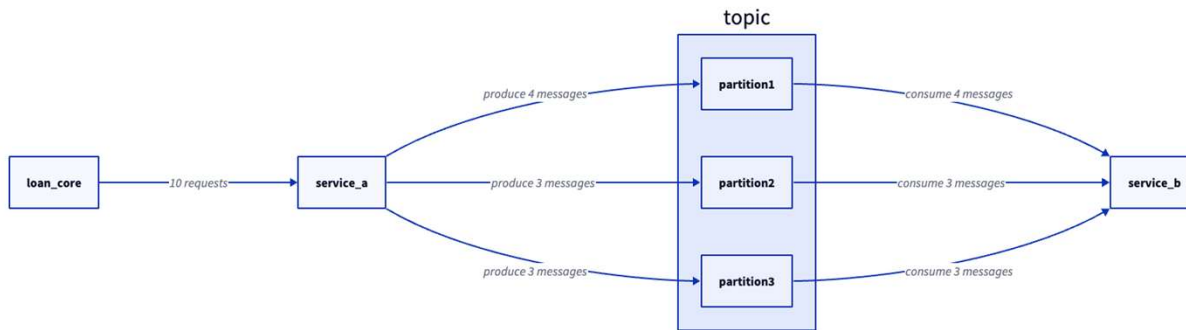 topic
produce 4 messages
partition1
consume 4 messages
loan_core
10 requests
service_a
produce 3 messages
partition2
consume 3 messages
service_b
produce 3 messages
partition3
consume 3 messages